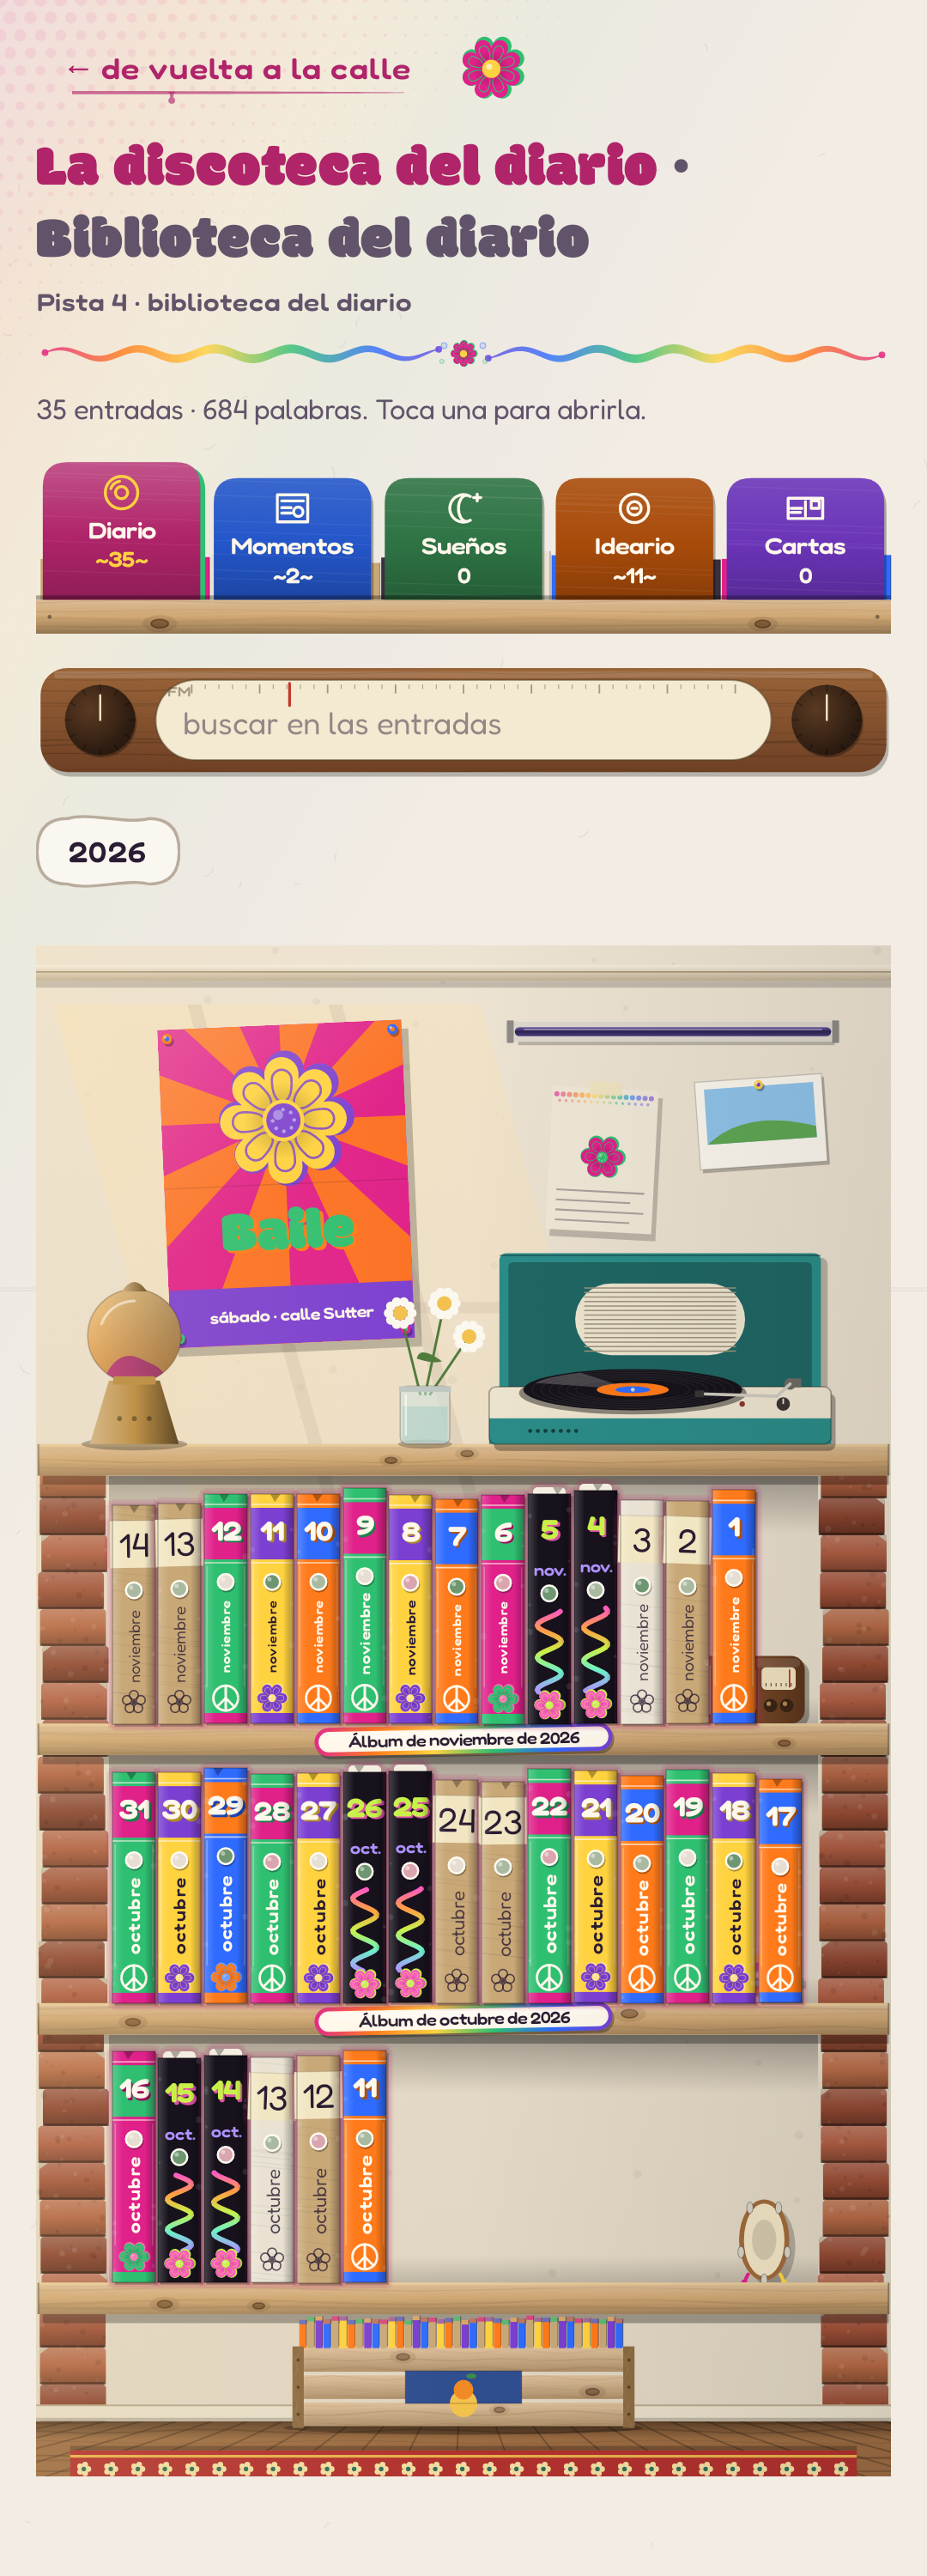 ← de vuelta a la calle
La discoteca del diario ·
Biblioteca del diario
Pista 4 · biblioteca del diario
35 entradas · 684 palabras. Toca una para abrirla.
Diario
~35~
Momentos
~2~
Sueños
0
Ideario
~11~
Cartas
0
FM
buscar en las entradas
2026
Baile
sábado · calle Sutter
14 noviembre
13 noviembre
12 noviembre
11 noviembre
10 noviembre
9 noviembre
8 noviembre
7 noviembre
6 noviembre
5 nov.
4 nov.
3 noviembre
2 noviembre
1 noviembre
Álbum de noviembre de 2026
31 octubre
30 octubre
29 octubre
28 octubre
27 octubre
26 oct.
25 oct.
24 octubre
23 octubre
22 octubre
21 octubre
20 octubre
19 octubre
18 octubre
17 octubre
Álbum de octubre de 2026
16 octubre
15 oct.
14 oct.
13 octubre
12 octubre
11 octubre